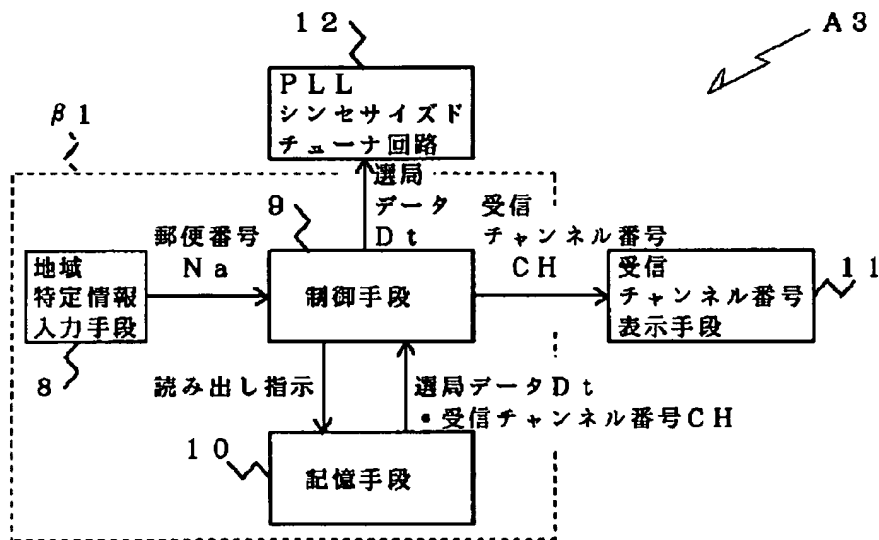 12
A3
PLL
シンセサイズド
チューナ回路
β1
選局
データ
Dt
9
受信
チャンネル番号
CH
郵便番号
Na
地域
特定情報
入力手段
制御手段
受信
チャンネル番号
表示手段
11
8
読み出し指示
選局データDt
・受信チャンネル番号CH
10
記憶手段